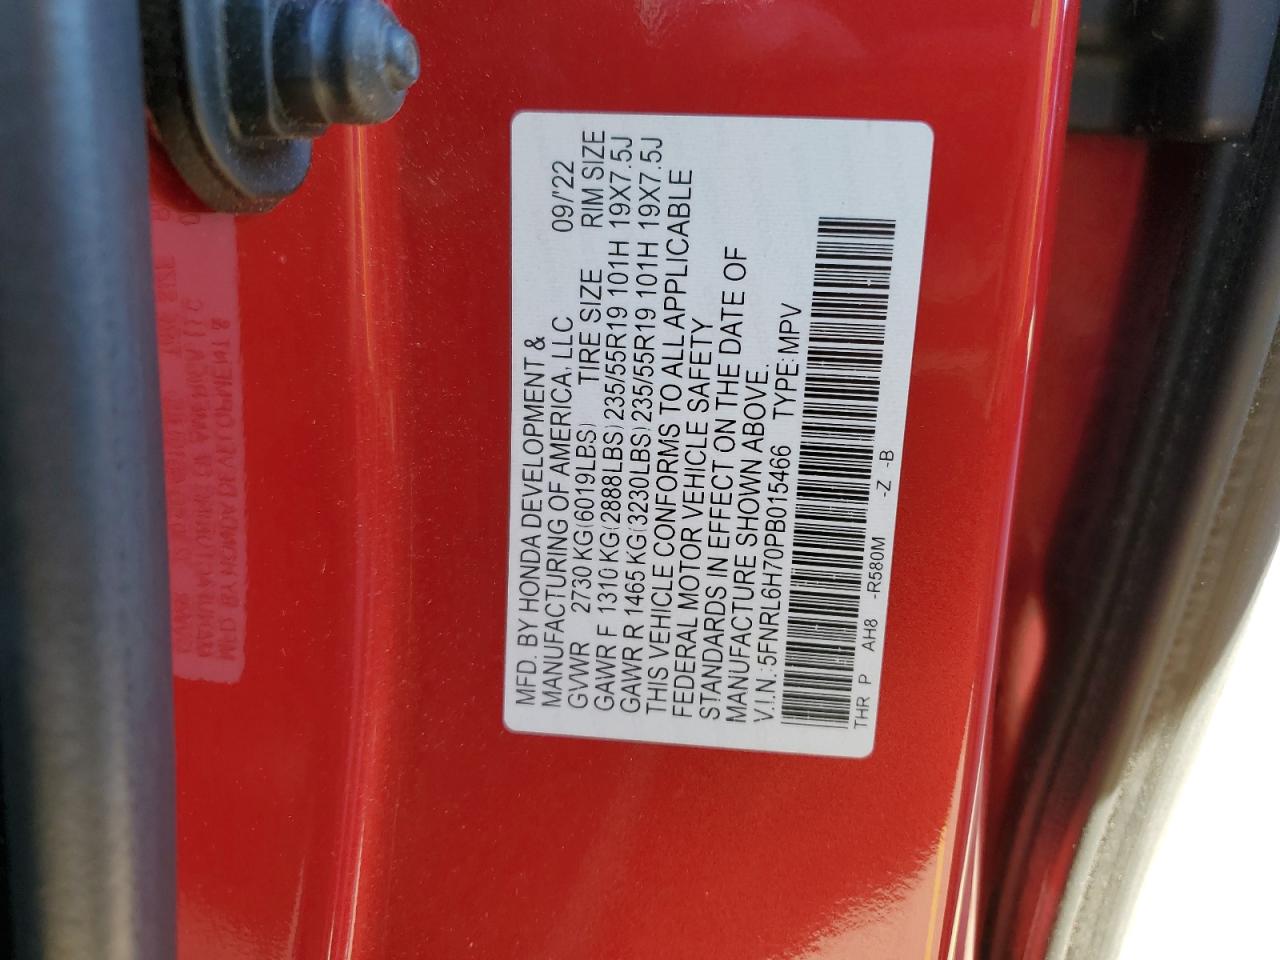 MFD. BY HONDA DEVELOPMENT &
MANUFACTURING OF AMERICA, LLC 09/'22
GVWR 2730 KG(6019LBS) TIRE SIZE RIM SIZE
GAWR F 1310 KG(2888LBS) 235/55R19 101H 19X7.5J
GAWR R 1465 KG(3230LBS) 235/55R19 101H 19X7.5J
THIS VEHICLE CONFORMS TO ALL APPLICABLE
FEDERAL MOTOR VEHICLE SAFETY
STANDARDS IN EFFECT ON THE DATE OF
MANUFACTURE SHOWN ABOVE.
V.I.N.:5FNRL6H70PB015466 TYPE:MPV
THR P AH8 -R580M -Z -B